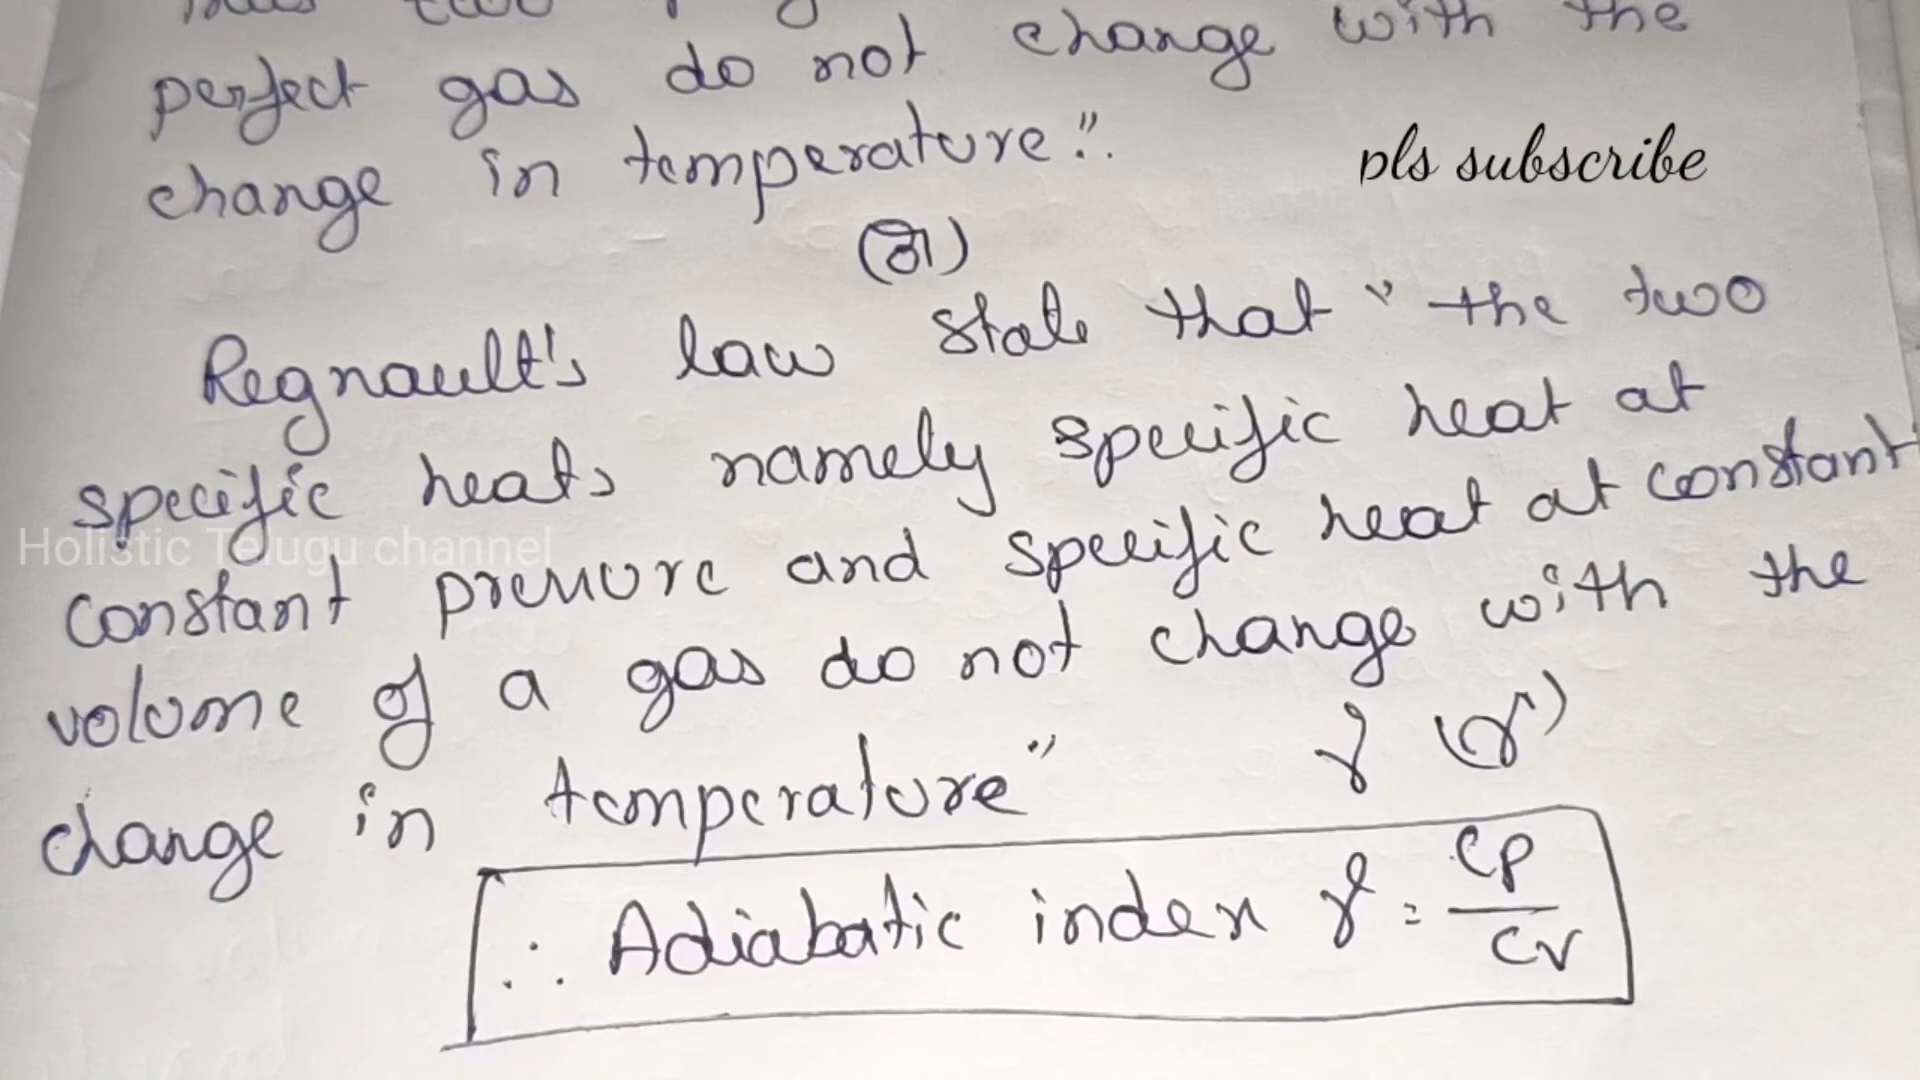 perfect gas do not change with the
change in temperature".
pls subscribe
Regnault's law state that "the two
specific heats namely specific heat at
Holistic Telugu channel
constant pressure and specific heat at constant
volume of a gas do not change with the
change in temperature"
γ (γ)
∴ Adiabatic index γ = Cp
Cv